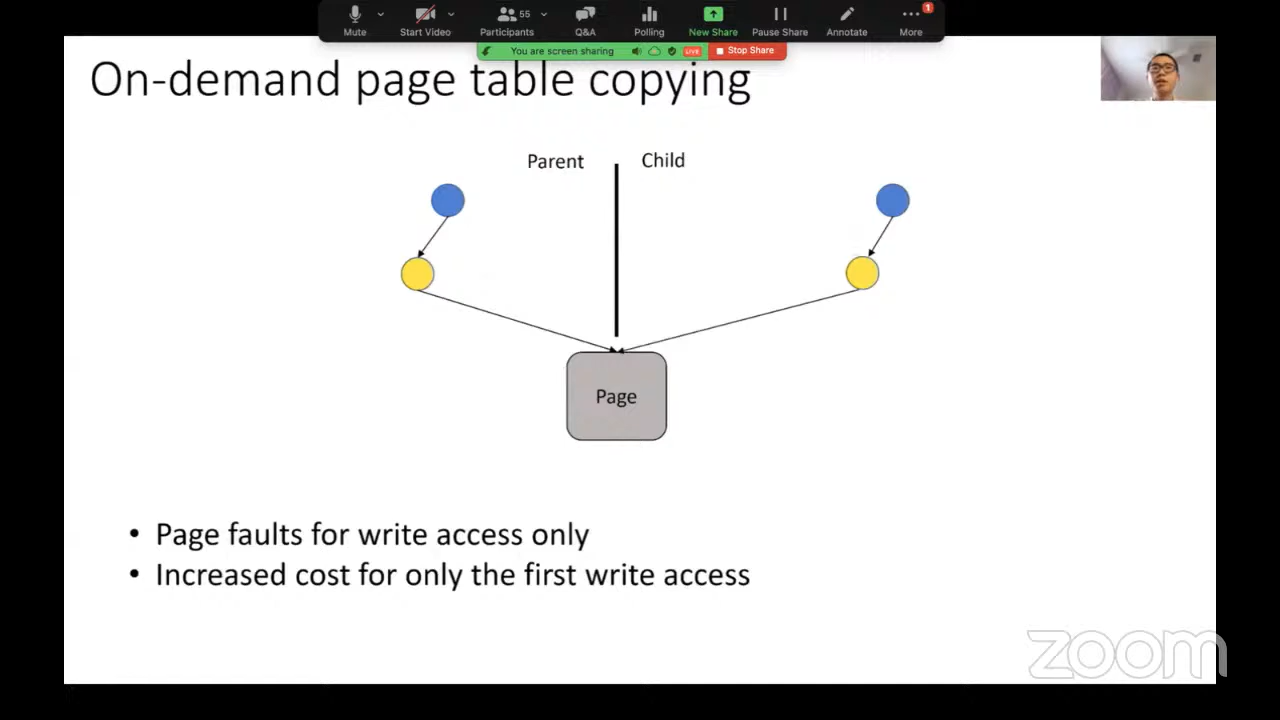 55
1
Mute
Start Video
Participants
Q&A
Polling
New Share
Pause Share
Annotate
More
You are screen sharing
LIVE
Stop Share
On-demand page table copying
Parent
Child
Page
• Page faults for write access only
• Increased cost for only the first write access
zoom